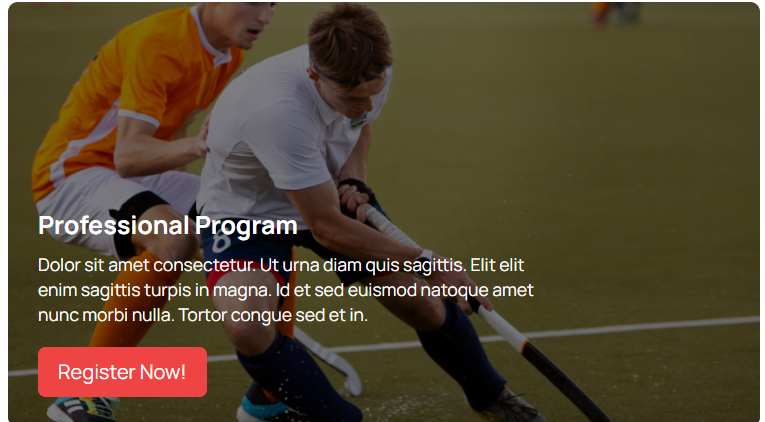 8
Professional Program
Dolor sit amet consectetur. Ut urna diam quis sagittis. Elit elit
enim sagittis turpis in magna. Id et sed euismod natoque amet
nunc morbi nulla. Tortor congue sed et in.
Register Now!